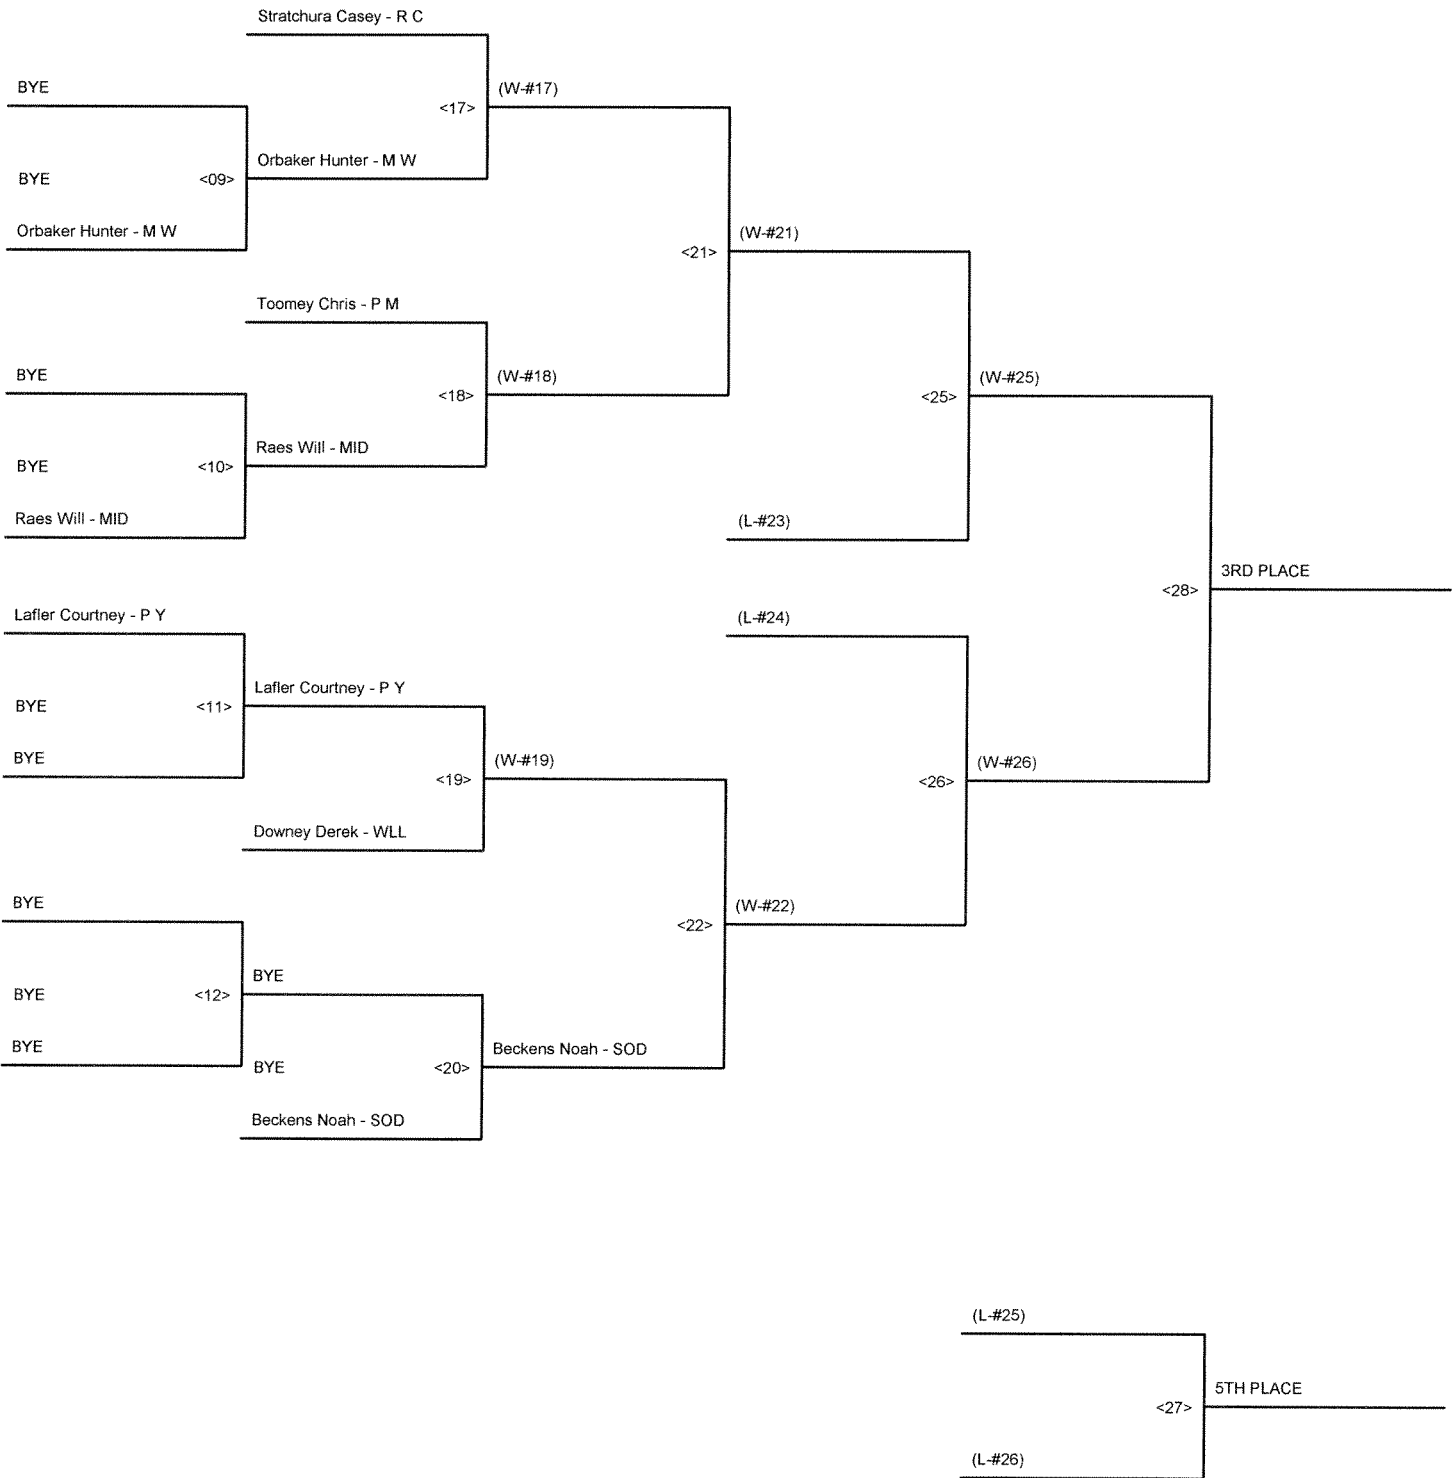 Stratchura Casey - R C
BYE
(W-#17)
<17>
Orbaker Hunter - M W
BYE
<09>
Orbaker Hunter - M W
(W-#21)
<21>
Toomey Chris - P M
BYE
(W-#18)
<18>
(W-#25)
<25>
Raes Will - MID
BYE
<10>
Raes Will - MID
(L-#23)
3RD PLACE
<28>
Lafler Courtney - P Y
(L-#24)
Lafler Courtney - P Y
BYE
<11>
BYE
(W-#19)
<19>
(W-#26)
<26>
Downey Derek - WLL
BYE
(W-#22)
<22>
BYE
BYE
<12>
BYE
Beckens Noah - SOD
BYE
<20>
Beckens Noah - SOD
(L-#25)
5TH PLACE
<27>
(L-#26)